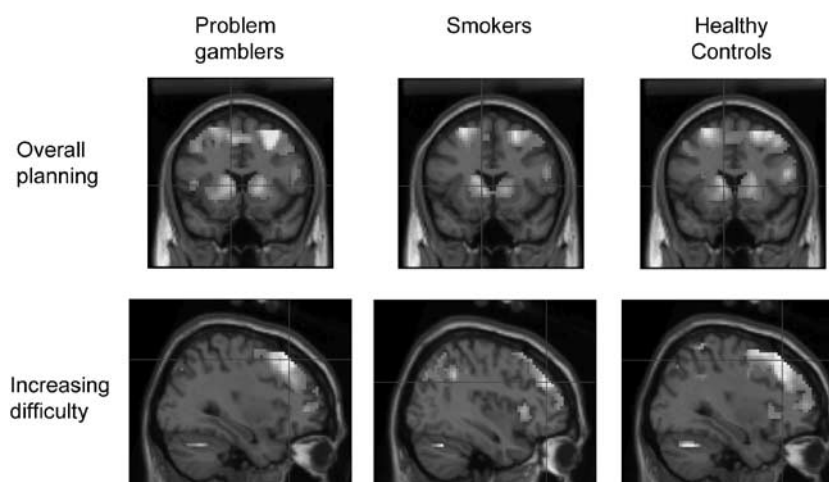 Problem
gamblers
Smokers
Healthy
Controls
Overall
planning
Increasing
difficulty